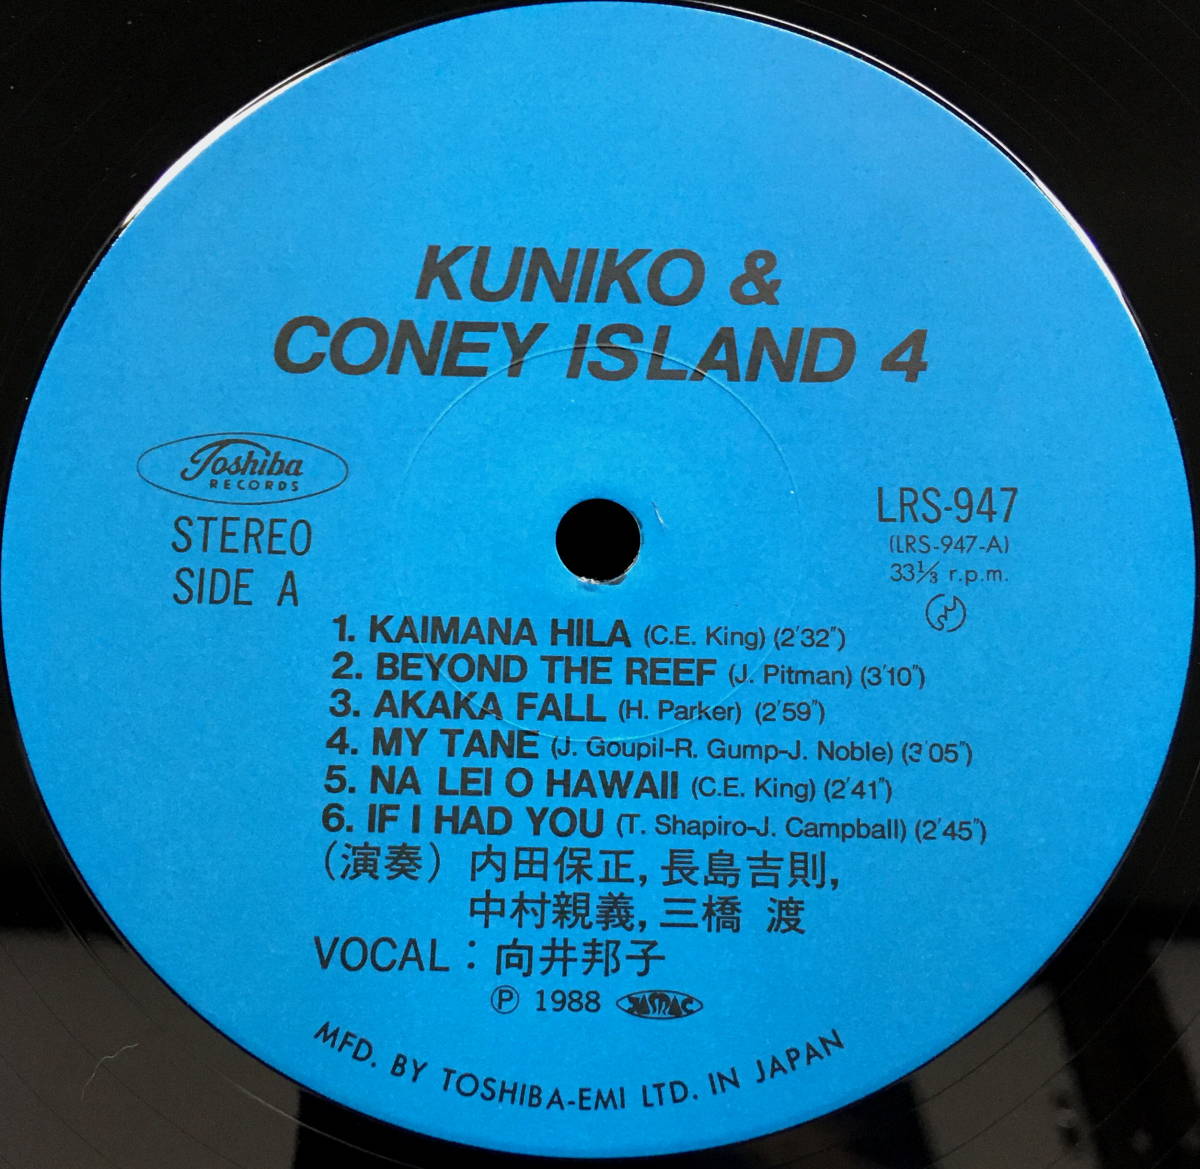 KUNIKO &
CONEY ISLAND 4
Toshiba
RECORDS
STEREO
SIDE A
LRS-947
(LRS-947-A)
33⅓ r.p.m.
1. KAIMANA HILA (C.E. King) (2'32")
2. BEYOND THE REEF (J. Pitman) (3'10")
3. AKAKA FALL (H. Parker) (2'59")
4. MY TANE (J. Goupil-R. Gump-J. Noble) (3'05")
5. NA LEI O HAWAII (C.E. King) (2'41")
6. IF I HAD YOU (T. Shapiro-J. Campball) (2'45")
(演奏) 内田保正, 長島吉則,
中村親義, 三橋 渡
VOCAL : 向井邦子
Ⓟ 1988 JASRAC
MFD. BY TOSHIBA-EMI LTD. IN JAPAN